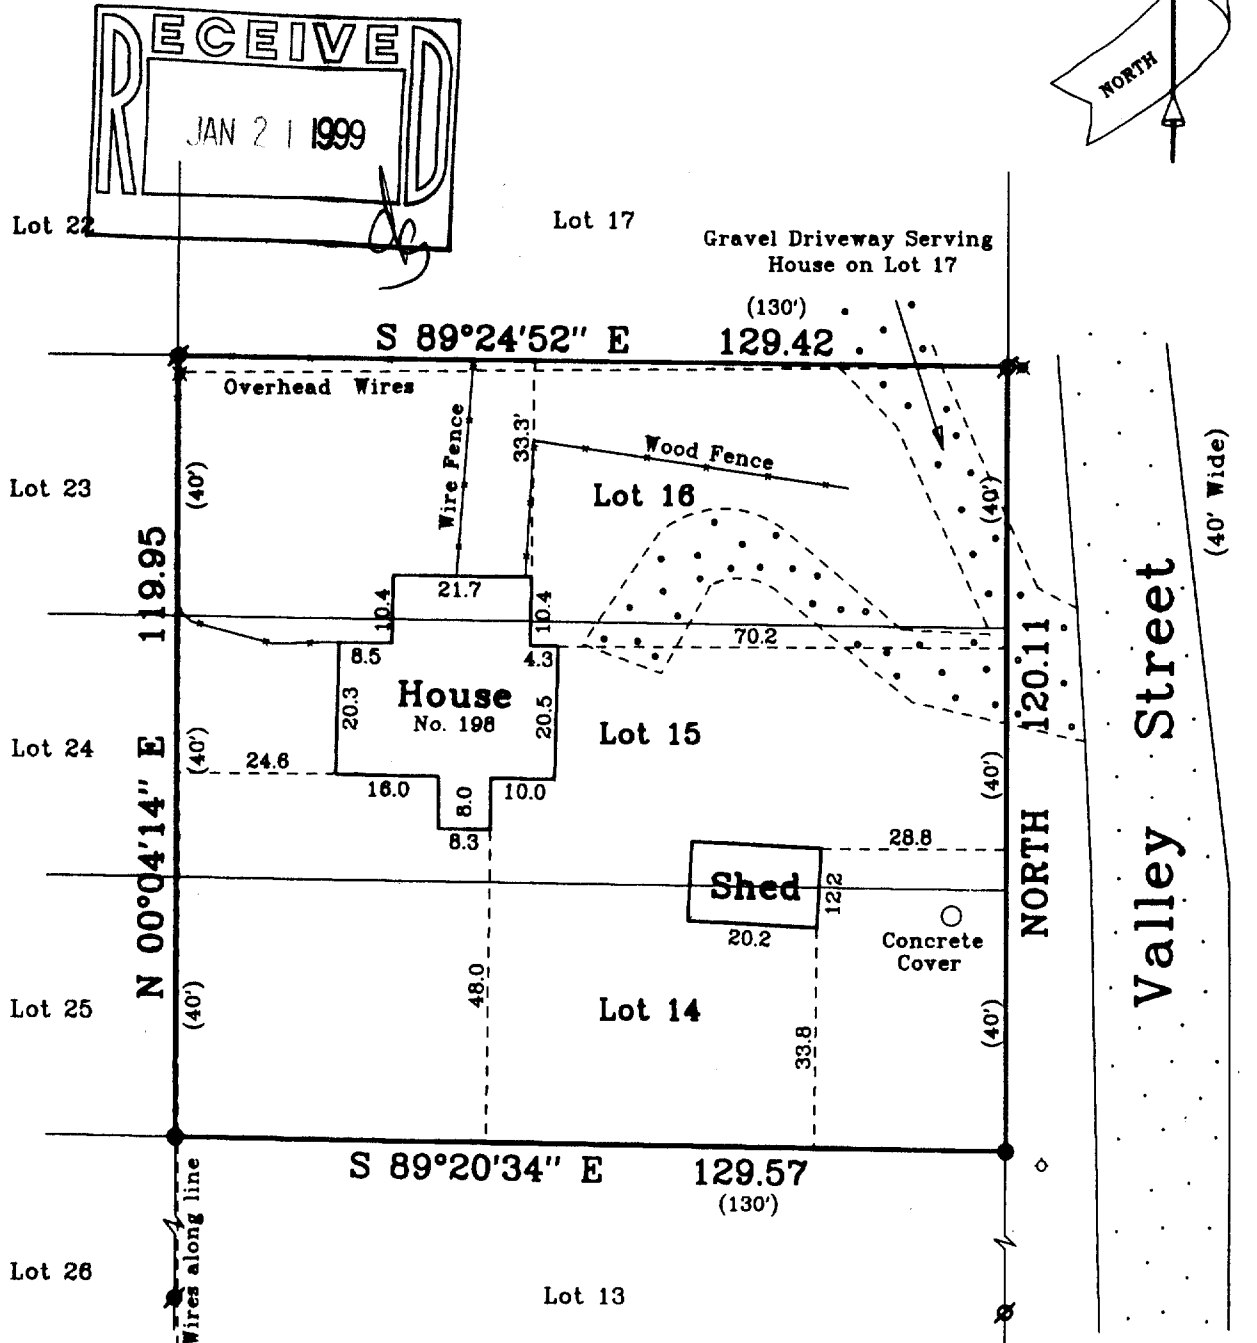 RECEIVED
JAN 21 1999
NORTH
Lot 22
Lot 17
Gravel Driveway Serving
House on Lot 17
(130')
S 89°24'52" E 129.42
Overhead Wires
Wire Fence
33.3'
Wood Fence
(40' Wide)
Lot 23
(40')
Lot 16
(40')
119.95
21.7
10.4
10.4
70.2
8.5
4.3
120.11
House
No. 198
20.3
20.5
Lot 15
Valley Street
Lot 24
(40')
24.6
(40')
16.0
8.0
10.0
8.3
N 00°04'14" E
28.8
NORTH
Shed
12.2
20.2
Concrete
Cover
48.0
Lot 25
(40')
Lot 14
33.8
(40')
S 89°20'34" E 129.57
(130')
Wires along line
Lot 26
Lot 13